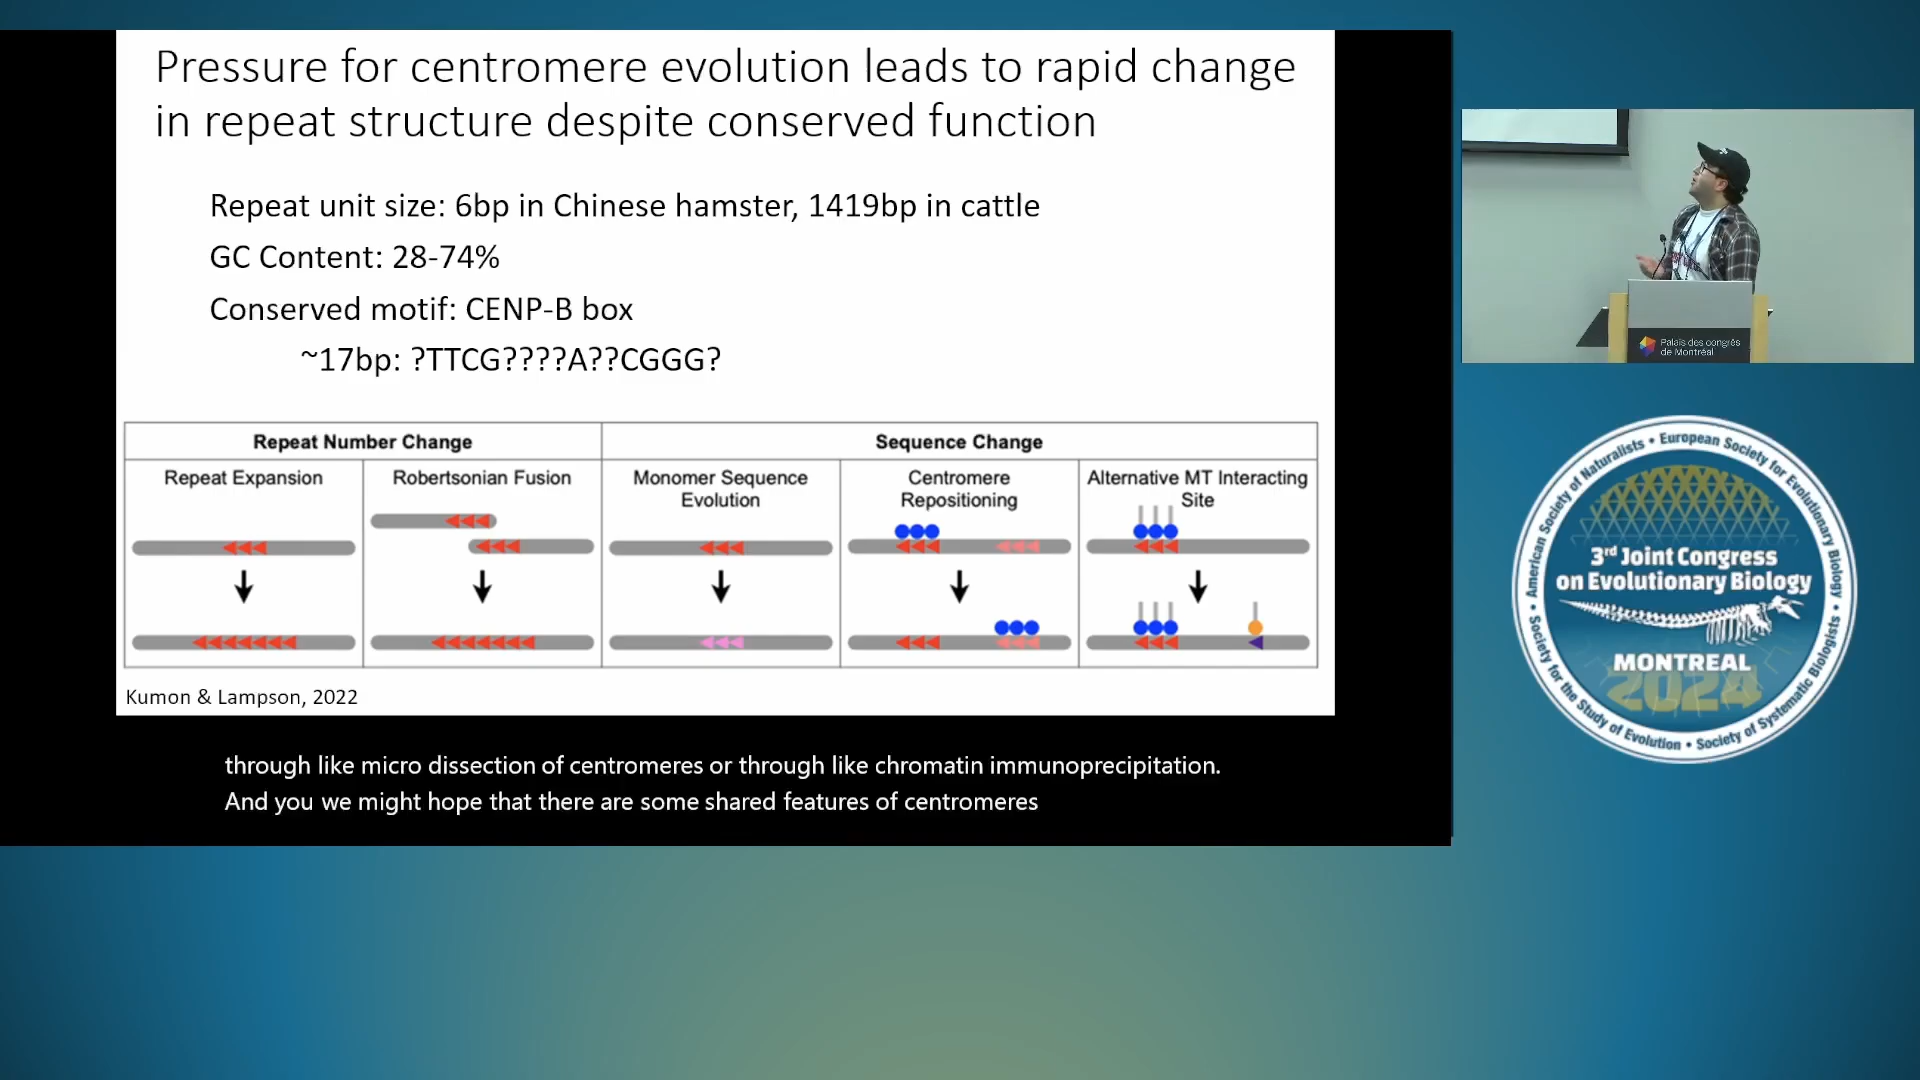 Pressure for centromere evolution leads to rapid change
in repeat structure despite conserved function
Repeat unit size: 6bp in Chinese hamster, 1419bp in cattle
GC Content: 28-74%
Conserved motif: CENP-B box
~17bp: ?TTCG????A??CGGG?
Repeat Number Change
Sequence Change
Repeat Expansion
Robertsonian Fusion
Monomer Sequence
Evolution
Centromere
Repositioning
Alternative MT Interacting
Site
Kumon & Lampson, 2022
through like micro dissection of centromeres or through like chromatin immunoprecipitation.
And you we might hope that there are some shared features of centromeres
Palais des congrès
de Montréal
American Society of Naturalists • European Society for Evolutionary Biology •
3rd Joint Congress
on Evolutionary Biology
MONTREAL
2024
Society for the Study of Evolution • Society of Systematic Biologists •